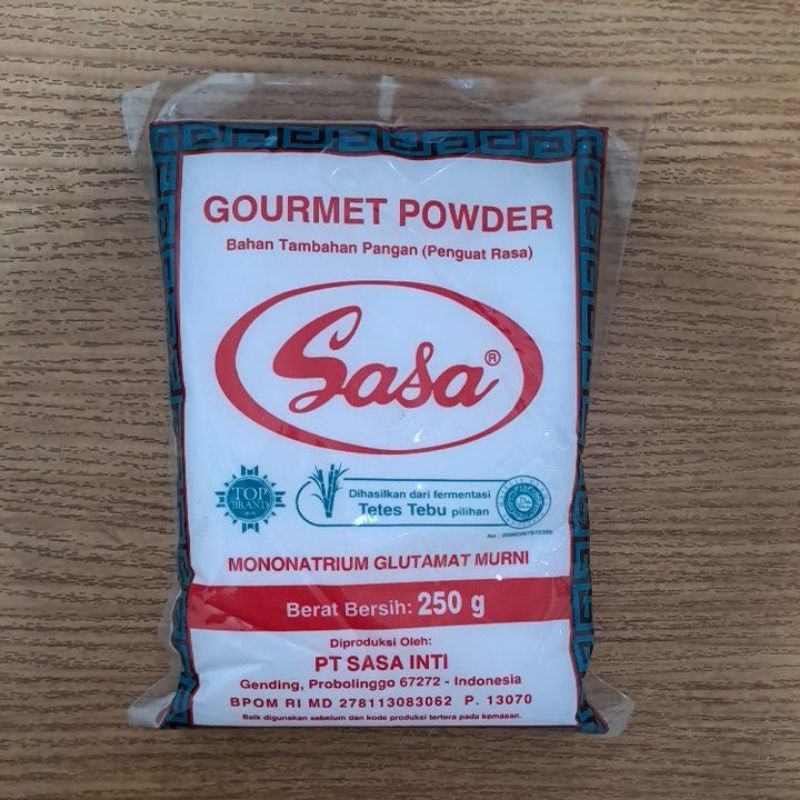 GOURMET POWDER
Bahan Tambahan Pangan (Penguat Rasa)
Sasa®
TOP
BRAND
Dihasilkan dari fermentasi
Tetes Tebu pilihan
MONONATRIUM GLUTAMAT MURNI
Berat Bersih: 250 g
Diproduksi Oleh:
PT SASA INTI
Gending, Probolinggo 67272 - Indonesia
BPOM RI MD 278113083062 P. 13070
Baik digunakan sebelum dan kode produksi tertera pada kemasan.